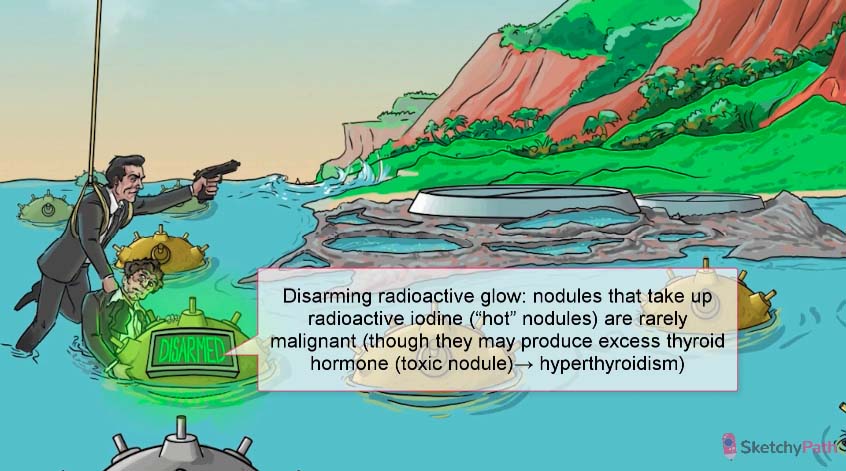 Disarming radioactive glow: nodules that take up
radioactive iodine (“hot” nodules) are rarely
malignant (though they may produce excess thyroid
hormone (toxic nodule)→ hyperthyroidism)
DISARMED
SketchyPath